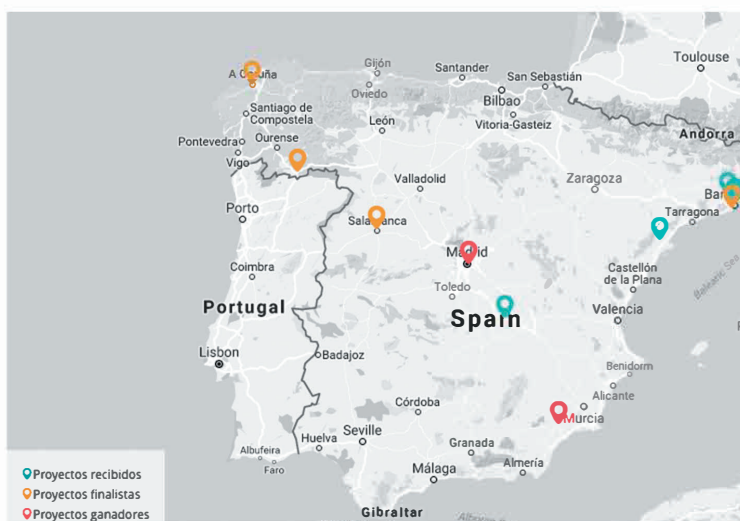 Toulouse
Gijón
Santander
San Sebastián
A Coruña
Oviedo
Bilbao
Santiago de
Compostela
León
Vitoria-Gasteiz
Andorra
Pontevedra
Ourense
Vigo
Valladolid
Zaragoza
Bar
Porto
Salamanca
Tarragona
Madrid
Coimbra
Toledo
Castellón
de la Plana
Balearic Sea
Portugal
Spain
Valencia
Lisbon
Badajoz
Benidorm
Alicante
Córdoba
Murcia
Huelva
Seville
Granada
Albufeira
Faro
Málaga
Almería
Gibraltar
Proyectos recibidos
Proyectos finalistas
Proyectos ganadores